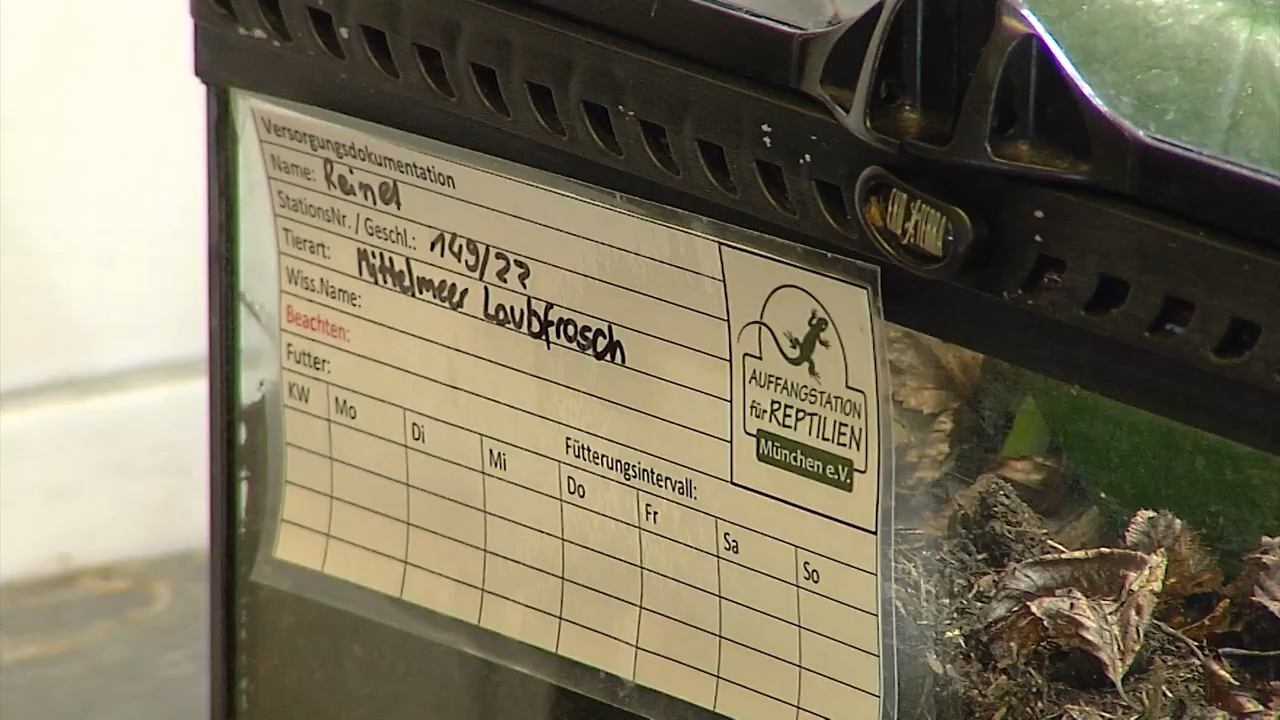 Versorgungsdokumentation
Name: Reinel
StationsNr. / Geschl.: 149/22
Tierart: Mittelmeer Laubfrosch
Wiss.Name:
Beachten:
Futter:
Fütterungsintervall:
KW Mo Di Mi Do Fr Sa So
AUFFANGSTATION
für REPTILIEN
München e.V.
EXO TERRA